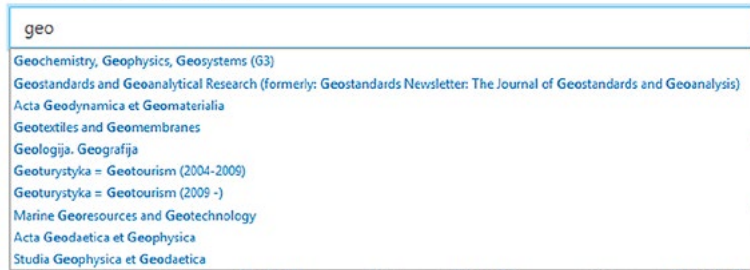 geo
Geochemistry, Geophysics, Geosystems (G3)
Geostandards and Geoanalytical Research (formerly: Geostandards Newsletter: The Journal of Geostandards and Geoanalysis)
Acta Geodynamica et Geomaterialia
Geotextiles and Geomembranes
Geologija. Geografija
Geoturystyka = Geotourism (2004-2009)
Geoturystyka = Geotourism (2009 -)
Marine Georesources and Geotechnology
Acta Geodaetica et Geophysica
Studia Geophysica et Geodaetica